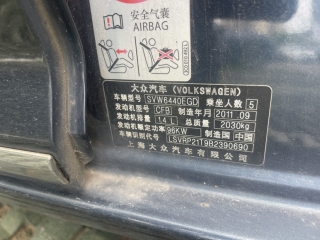 安全气囊
AIRBAG
大众汽车(VOLKSWAGEN)
车辆型号 SVW6440EGD 乘坐人数 5
发动机型号 CFB 制造年月 2011 09
发动机排量 1.4 L 总质量 2030kg
发动机额定功率 96KW 制造国 中国
车辆识别代号 LSVRP21T9B2390690
上海大众汽车有限公司